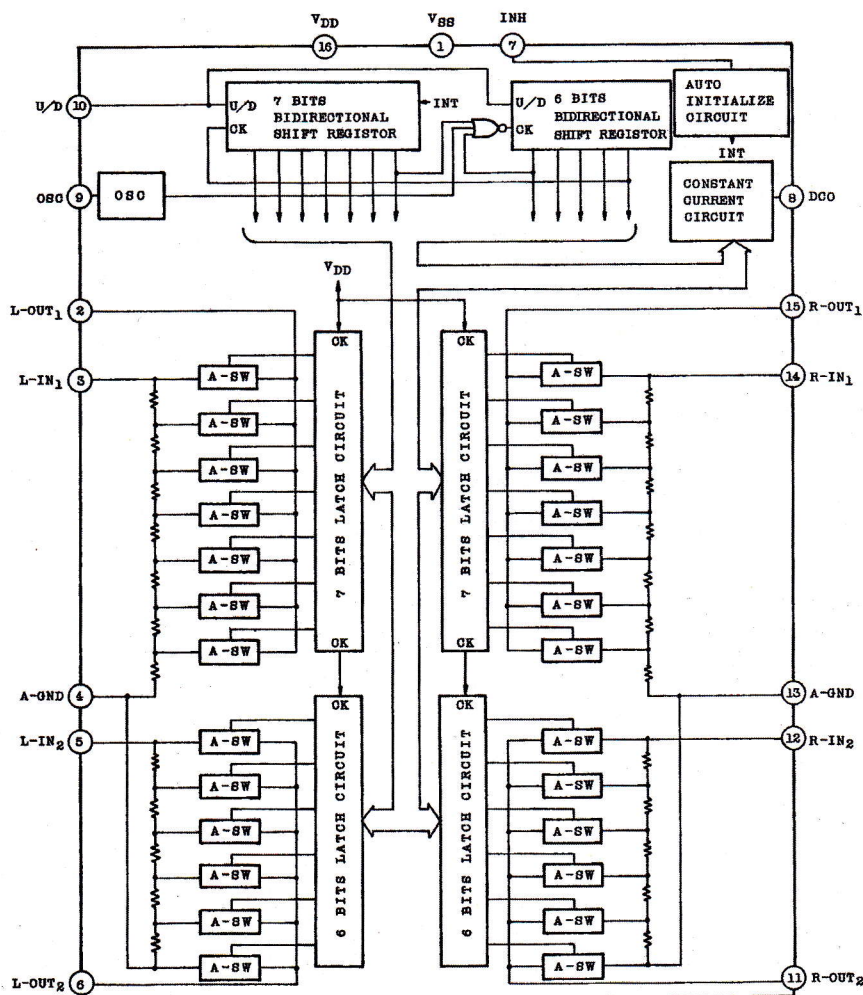 VDD VSS INH
16 1 7
U/D 10
U/D 7 BITS
BIDIRECTIONAL
CK SHIFT REGISTOR
INT
U/D 6 BITS
BIDIRECTIONAL
CK SHIFT REGISTOR
AUTO
INITIALIZE
CIRCUIT
INT
OSC 9 OSC
CONSTANT
CURRENT
CIRCUIT
8 DCO
VDD
L-OUT1 2
15 R-OUT1
L-IN1 3
14 R-IN1
CK
7 BITS LATCH CIRCUIT
CK
CK
7 BITS LATCH CIRCUIT
CK
A-SW
A-SW
A-SW
A-SW
A-SW
A-SW
A-SW
A-SW
A-SW
A-SW
A-SW
A-SW
A-SW
A-SW
A-GND 4
13 A-GND
L-IN2 5
12 R-IN2
CK
6 BITS LATCH CIRCUIT
CK
6 BITS LATCH CIRCUIT
A-SW
A-SW
A-SW
A-SW
A-SW
A-SW
A-SW
A-SW
A-SW
A-SW
A-SW
A-SW
L-OUT2 6
11 R-OUT2